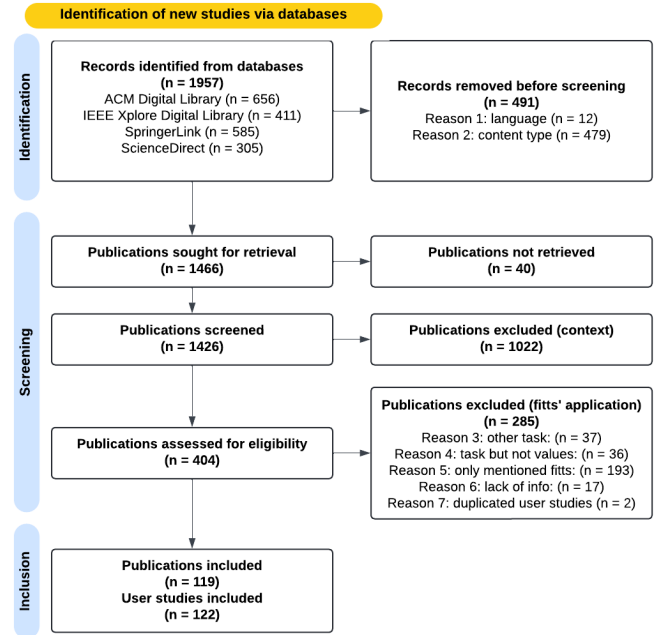 Identification of new studies via databases
Identification
Records identified from databases
(n = 1957)
ACM Digital Library (n = 656)
IEEE Xplore Digital Library (n = 411)
SpringerLink (n = 585)
ScienceDirect (n = 305)
Records removed before screening
(n = 491)
Reason 1: language (n = 12)
Reason 2: content type (n = 479)
Screening
Publications sought for retrieval
(n = 1466)
Publications not retrieved
(n = 40)
Publications screened
(n = 1426)
Publications excluded (context)
(n = 1022)
Publications assessed for eligibility
(n = 404)
Publications excluded (fitts' application)
(n = 285)
Reason 3: other task: (n = 37)
Reason 4: task but not values: (n = 36)
Reason 5: only mentioned fitts: (n = 193)
Reason 6: lack of info: (n = 17)
Reason 7: duplicated user studies (n = 2)
Inclusion
Publications included
(n = 119)
User studies included
(n = 122)